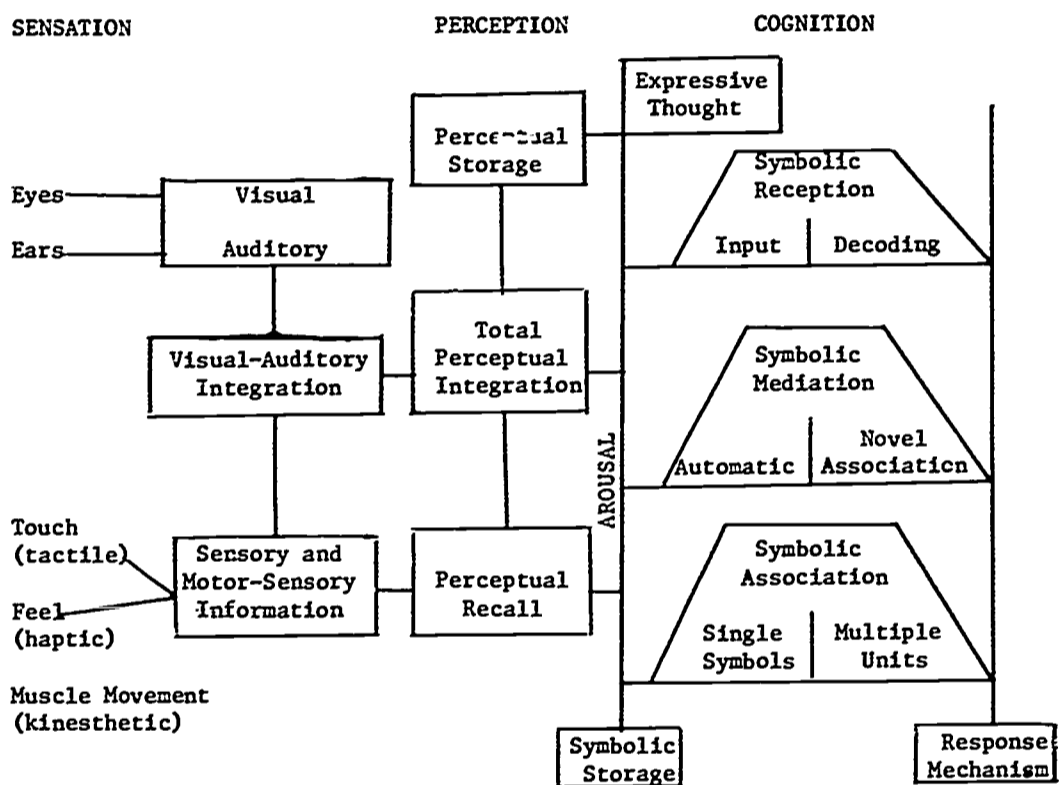 SENSATION
PERCEPTION
COGNITION
Eyes
Ears
Visual
Auditory
Visual-Auditory
Integration
Touch
(tactile)
Feel
(haptic)
Muscle Movement
(kinesthetic)
Sensory and
Motor-Sensory
Information
Perceptual
Storage
Total
Perceptual
Integration
Perceptual
Recall
AROUSAL
Expressive
Thought
Symbolic
Reception
Input
Decoding
Symbolic
Mediation
Automatic
Novel
Association
Symbolic
Association
Single
Symbols
Multiple
Units
Symbolic
Storage
Response
Mechanism